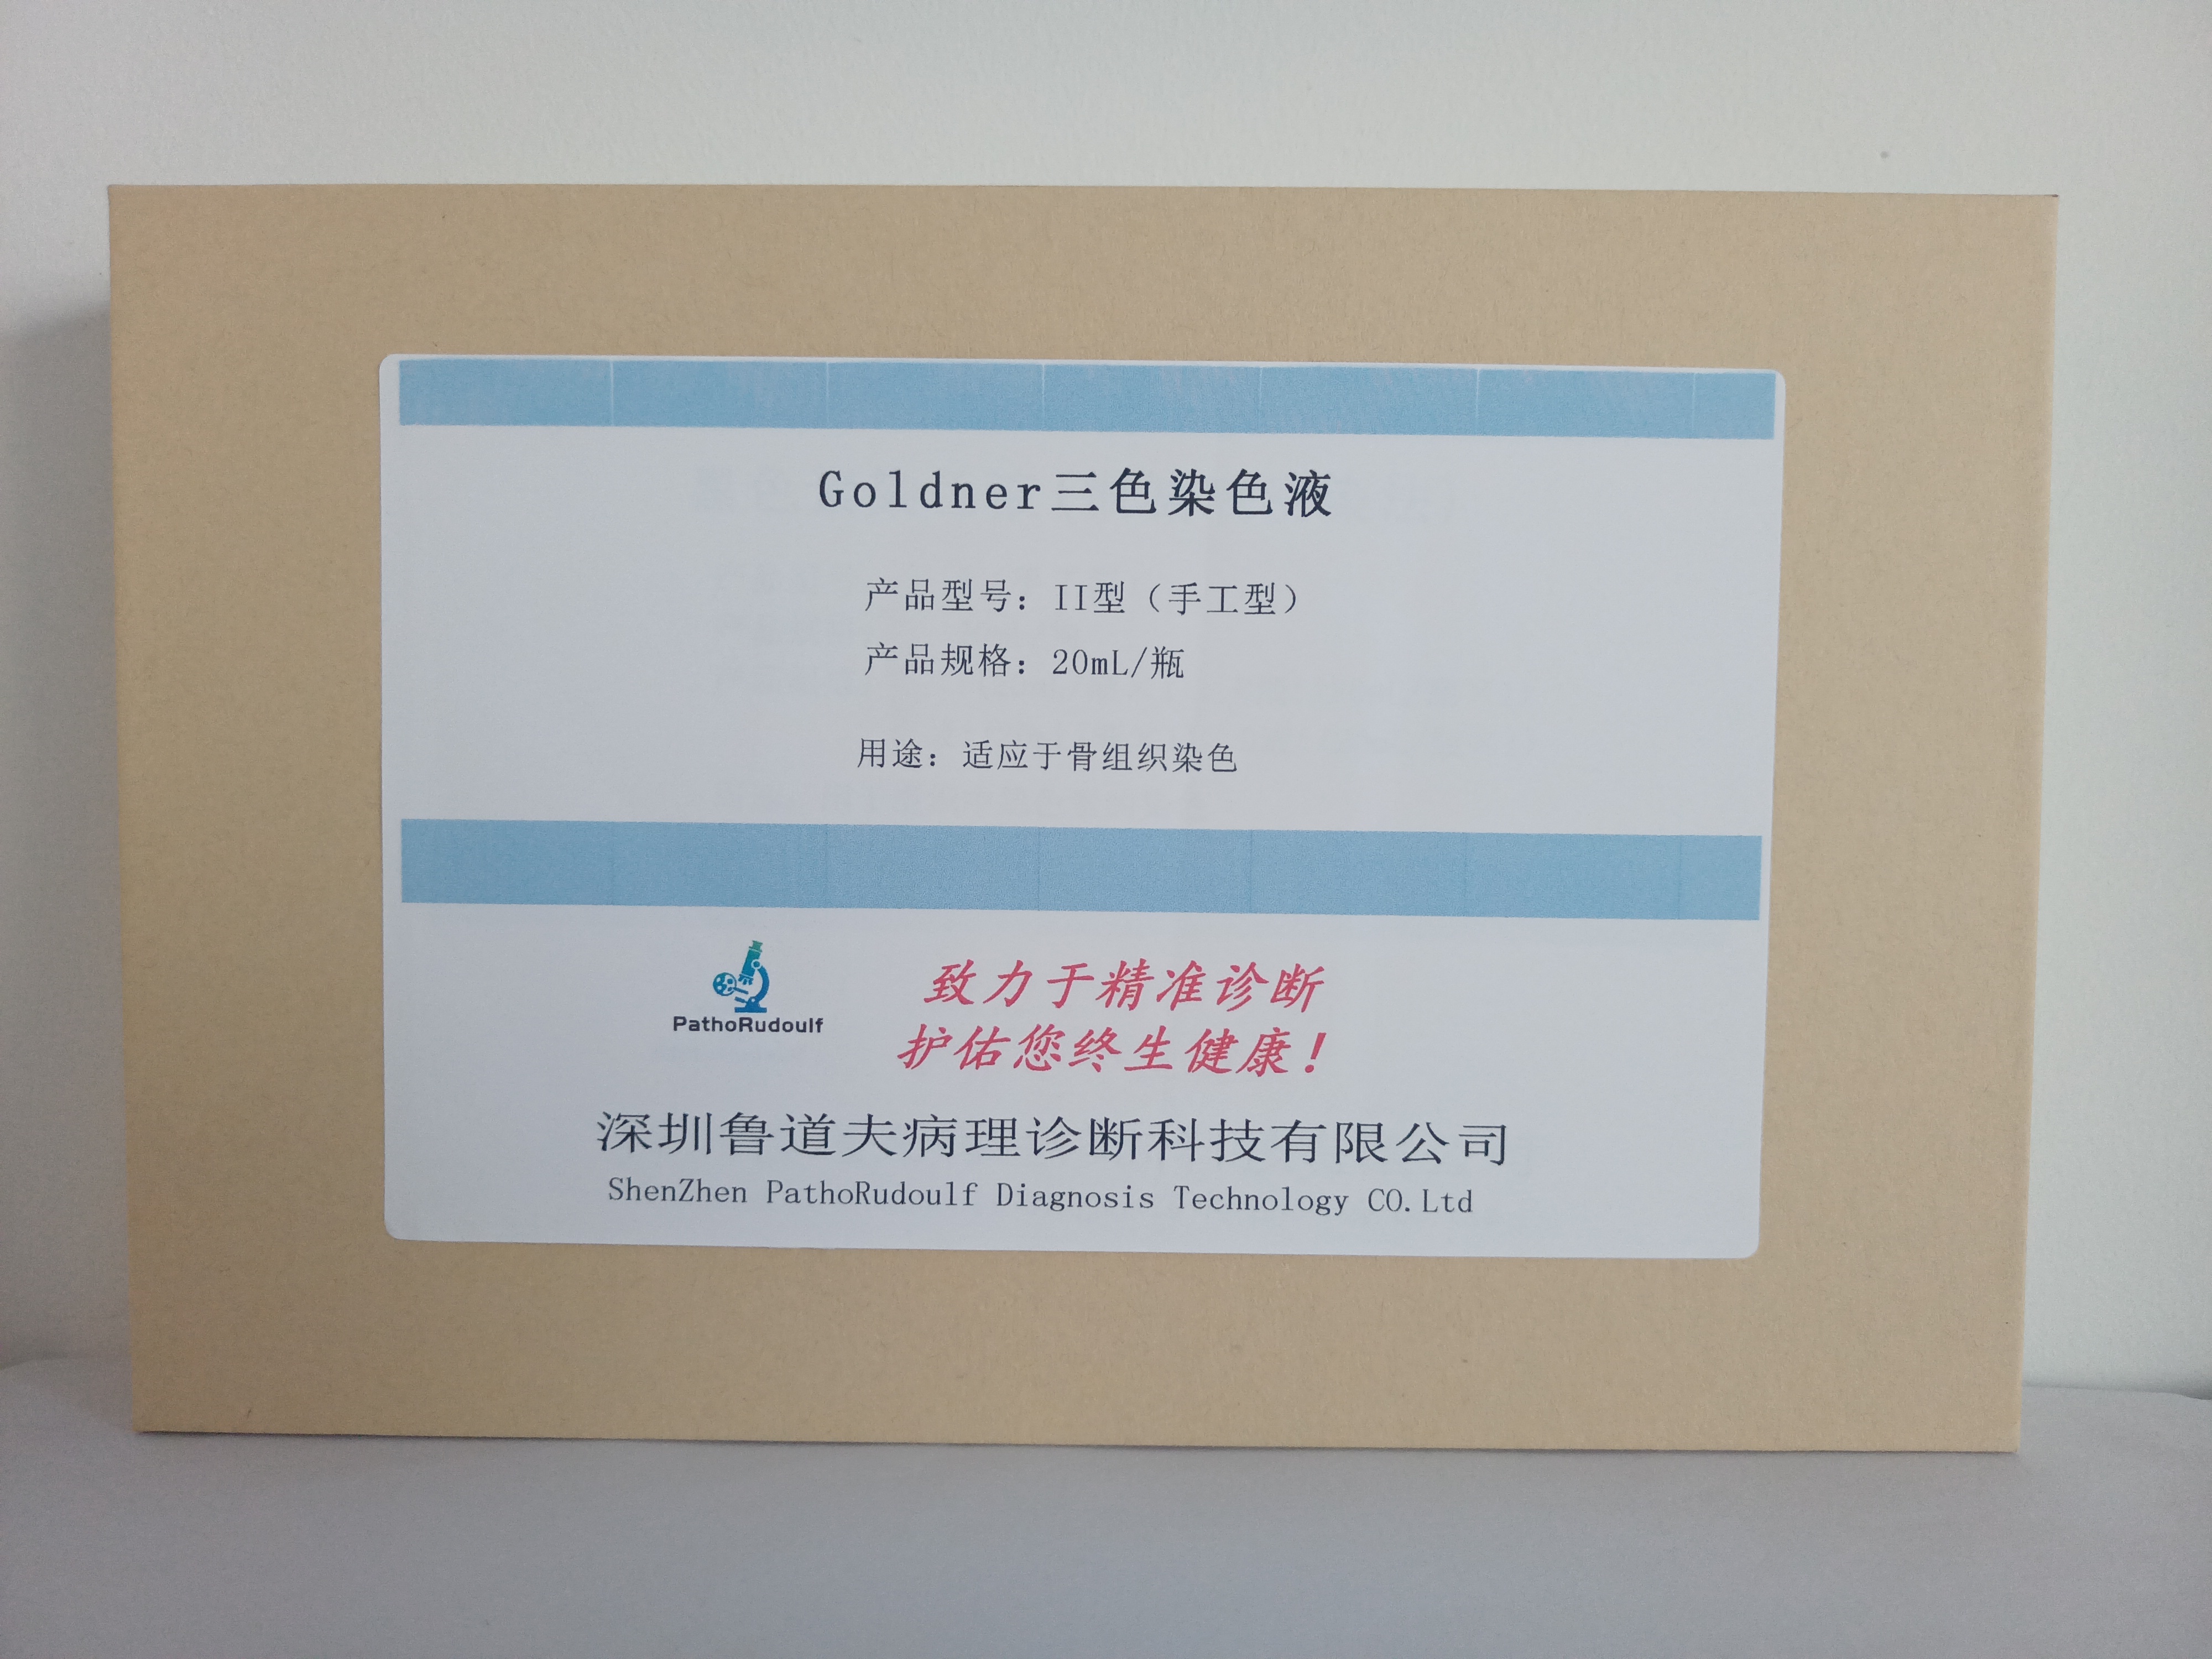 Goldner三色染色液
产品型号：II型（手工型）
产品规格：20mL/瓶
用途：适应于骨组织染色
PathoRudoulf
致力于精准诊断
护佑您终生健康！
深圳鲁道夫病理诊断科技有限公司
ShenZhen PathoRudoulf Diagnosis Technology CO.Ltd